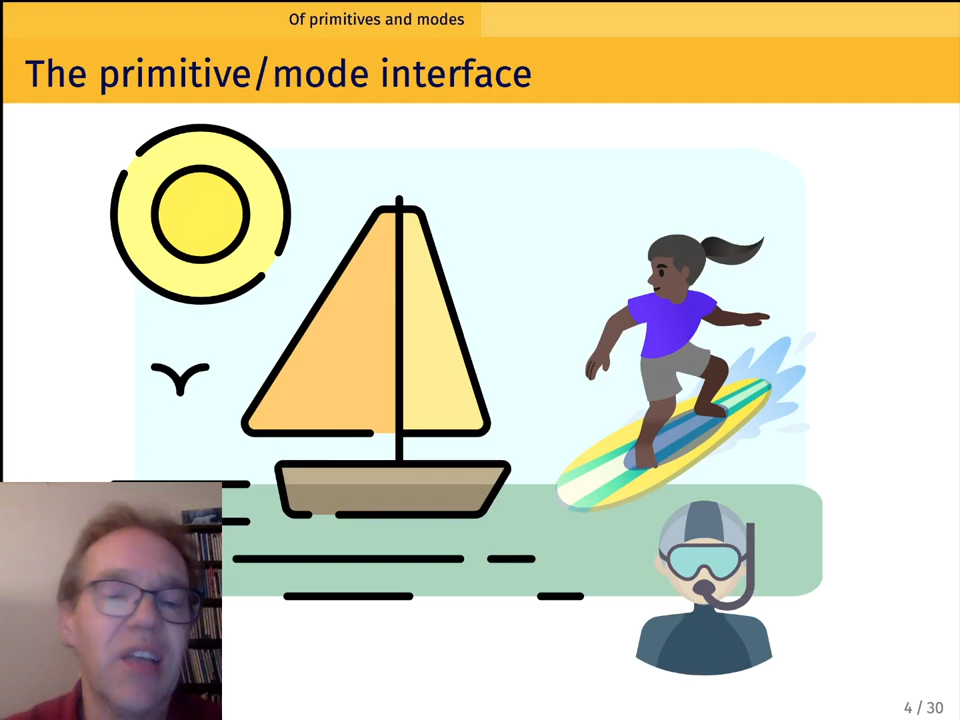 Of primitives and modes
The primitive/mode interface
4 / 30